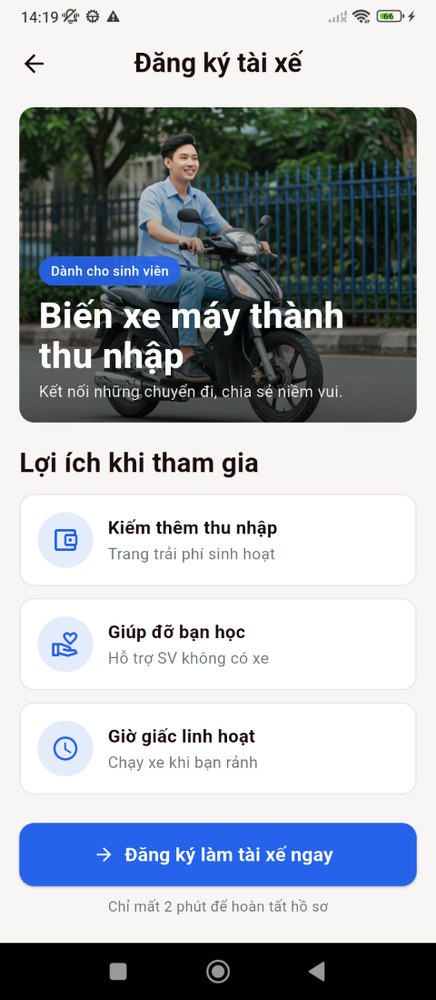 14:19
66
Đăng ký tài xế
Dành cho sinh viên
Biến xe máy thành
thu nhập
Kết nối những chuyến đi, chia sẻ niềm vui.
Lợi ích khi tham gia
Kiếm thêm thu nhập
Trang trải phí sinh hoạt
Giúp đỡ bạn học
Hỗ trợ SV không có xe
Giờ giấc linh hoạt
Chạy xe khi bạn rảnh
Đăng ký làm tài xế ngay
Chỉ mất 2 phút để hoàn tất hồ sơ